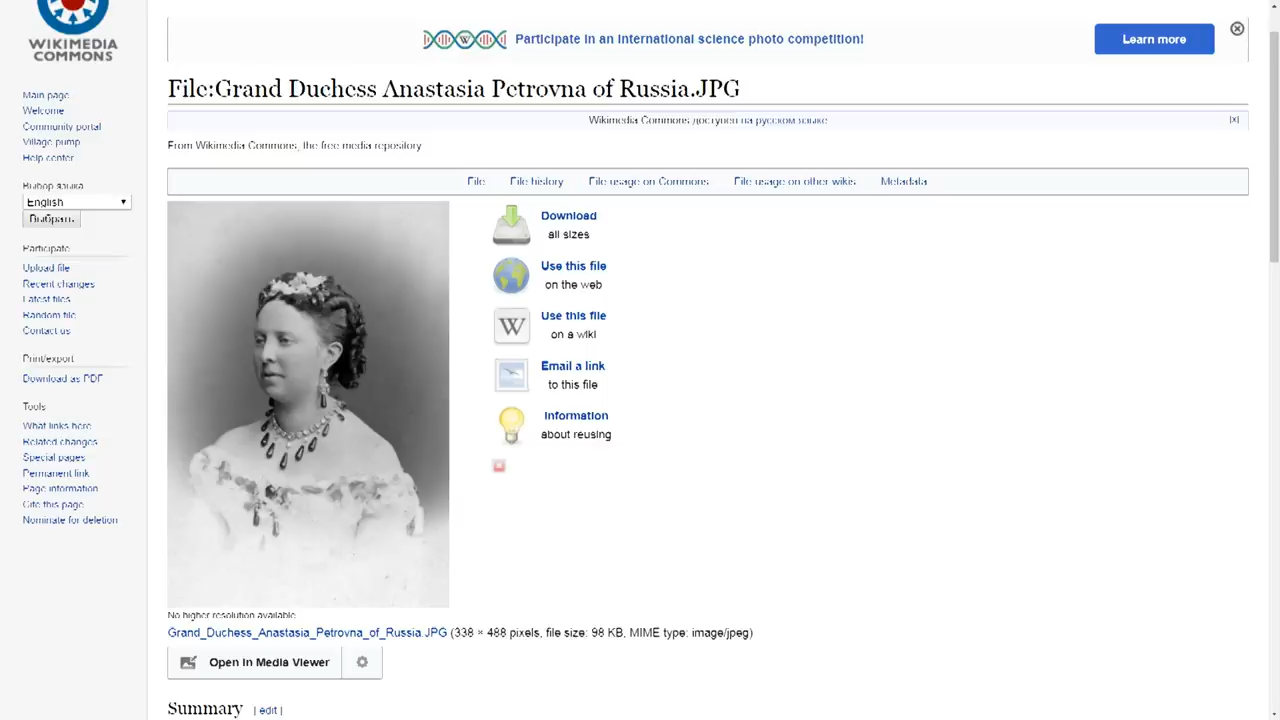 WIKIMEDIA
COMMONS
Main page
Welcome
Community portal
Village pump
Help center
Выбор языка
English
Выбрать
Participate
Upload file
Recent changes
Latest files
Random file
Contact us
Print/export
Download as PDF
Tools
What links here
Related changes
Special pages
Permanent link
Page information
Cite this page
Nominate for deletion
Participate in an international science photo competition!
Learn more
File:Grand Duchess Anastasia Petrovna of Russia.JPG
Wikimedia Commons доступен на русском языке
[x]
From Wikimedia Commons, the free media repository
File File history File usage on Commons File usage on other wikis Metadata
Download
all sizes
Use this file
on the web
W
Use this file
on a wiki
Email a link
to this file
Information
about reusing
No higher resolution available.
Grand_Duchess_Anastasia_Petrovna_of_Russia.JPG (338 × 488 pixels, file size: 98 KB, MIME type: image/jpeg)
Open in Media Viewer
Summary [ edit ]